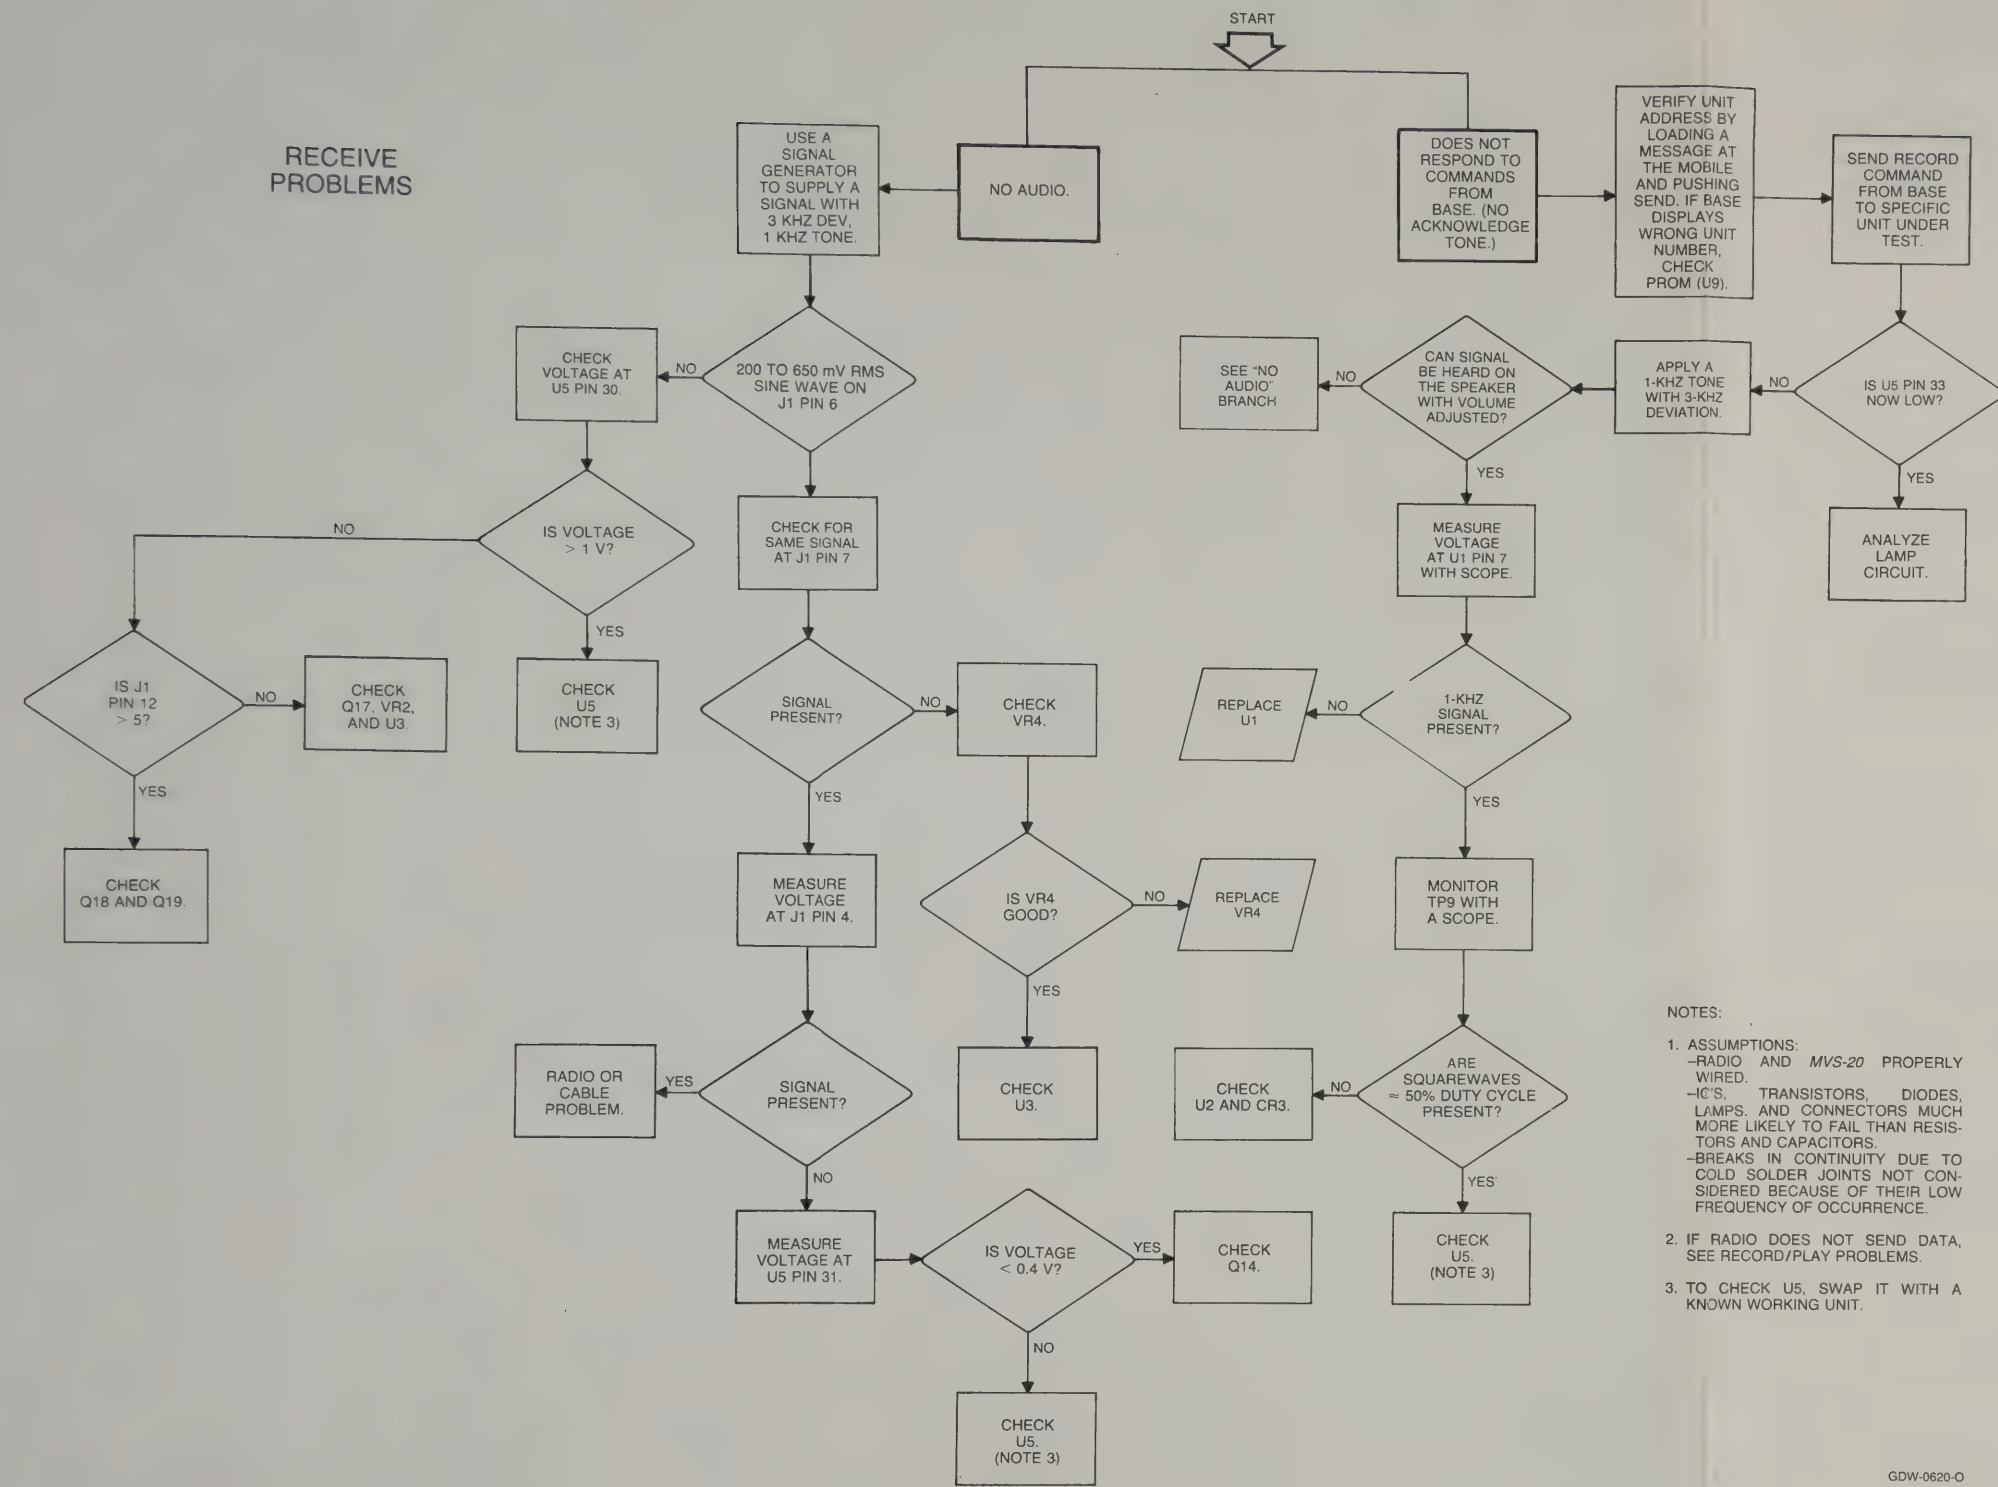 START
RECEIVE
PROBLEMS
USE A
SIGNAL
GENERATOR
TO SUPPLY A
SIGNAL WITH
3 KHZ DEV,
1 KHZ TONE.
NO AUDIO.
DOES NOT
RESPOND TO
COMMANDS
FROM
BASE. (NO
ACKNOWLEDGE
TONE.)
VERIFY UNIT
ADDRESS BY
LOADING A
MESSAGE AT
THE MOBILE
AND PUSHING
SEND. IF BASE
DISPLAYS
WRONG UNIT
NUMBER,
CHECK
PROM (U9).
SEND RECORD
COMMAND
FROM BASE
TO SPECIFIC
UNIT UNDER
TEST.
CHECK
VOLTAGE AT
U5 PIN 30.
NO
200 TO 650 mV RMS
SINE WAVE ON
J1 PIN 6
SEE "NO
AUDIO"
BRANCH
NO
CAN SIGNAL
BE HEARD ON
THE SPEAKER
WITH VOLUME
ADJUSTED?
YES
APPLY A
1-KHZ TONE
WITH 3-KHZ
DEVIATION.
NO
IS U5 PIN 33
NOW LOW?
YES
NO
IS VOLTAGE
> 1 V?
YES
CHECK FOR
SAME SIGNAL
AT J1 PIN 7
MEASURE
VOLTAGE
AT U1 PIN 7
WITH SCOPE.
ANALYZE
LAMP
CIRCUIT.
IS J1
PIN 12
> 5?
NO
YES
CHECK
Q17, VR2,
AND U3.
CHECK
U5
(NOTE 3)
SIGNAL
PRESENT?
NO
YES
CHECK
VR4.
REPLACE
U1
NO
1-KHZ
SIGNAL
PRESENT?
YES
CHECK
Q18 AND Q19.
MEASURE
VOLTAGE
AT J1 PIN 4.
IS VR4
GOOD?
NO
YES
REPLACE
VR4
MONITOR
TP9 WITH
A SCOPE.
RADIO OR
CABLE
PROBLEM.
YES
SIGNAL
PRESENT?
NO
CHECK
U3.
CHECK
U2 AND CR3.
NO
ARE
SQUAREWAVES
≈ 50% DUTY CYCLE
PRESENT?
YES
MEASURE
VOLTAGE AT
U5 PIN 31.
IS VOLTAGE
< 0.4 V?
YES
NO
CHECK
Q14.
CHECK
U5.
(NOTE 3)
CHECK
U5.
(NOTE 3)
NOTES:
1. ASSUMPTIONS:
–RADIO AND MVS-20 PROPERLY
WIRED.
–IC'S, TRANSISTORS, DIODES,
LAMPS. AND CONNECTORS MUCH
MORE LIKELY TO FAIL THAN RESIS-
TORS AND CAPACITORS.
–BREAKS IN CONTINUITY DUE TO
COLD SOLDER JOINTS NOT CON-
SIDERED BECAUSE OF THEIR LOW
FREQUENCY OF OCCURRENCE.
2. IF RADIO DOES NOT SEND DATA,
SEE RECORD/PLAY PROBLEMS.
3. TO CHECK U5, SWAP IT WITH A
KNOWN WORKING UNIT.
GDW-0620-O